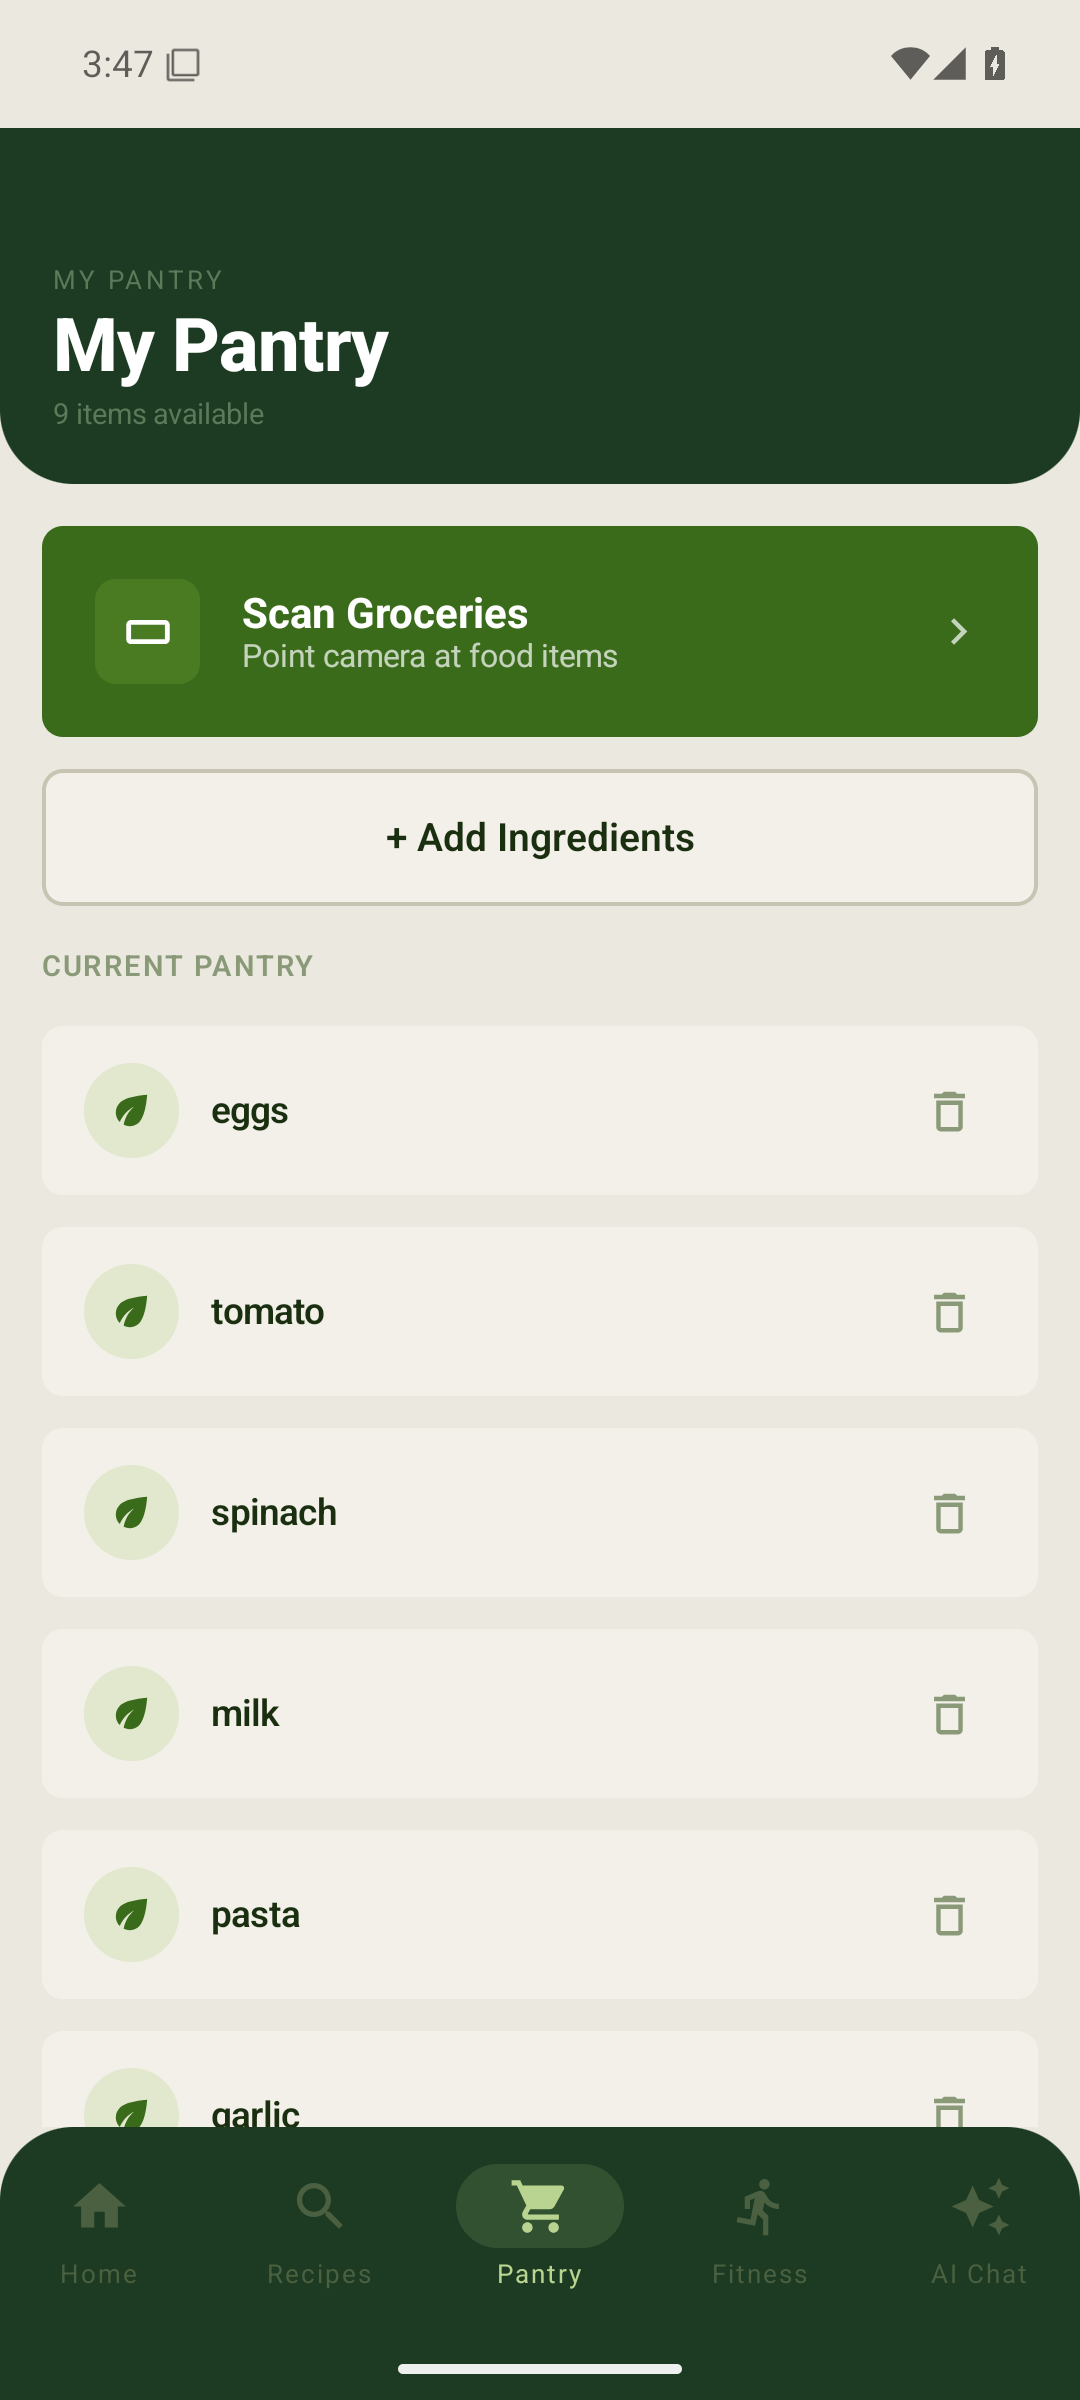 3:47
MY PANTRY
My Pantry
9 items available
Scan Groceries
Point camera at food items
+ Add Ingredients
CURRENT PANTRY
eggs
tomato
spinach
milk
pasta
garlic
Home
Recipes
Pantry
Fitness
AI Chat